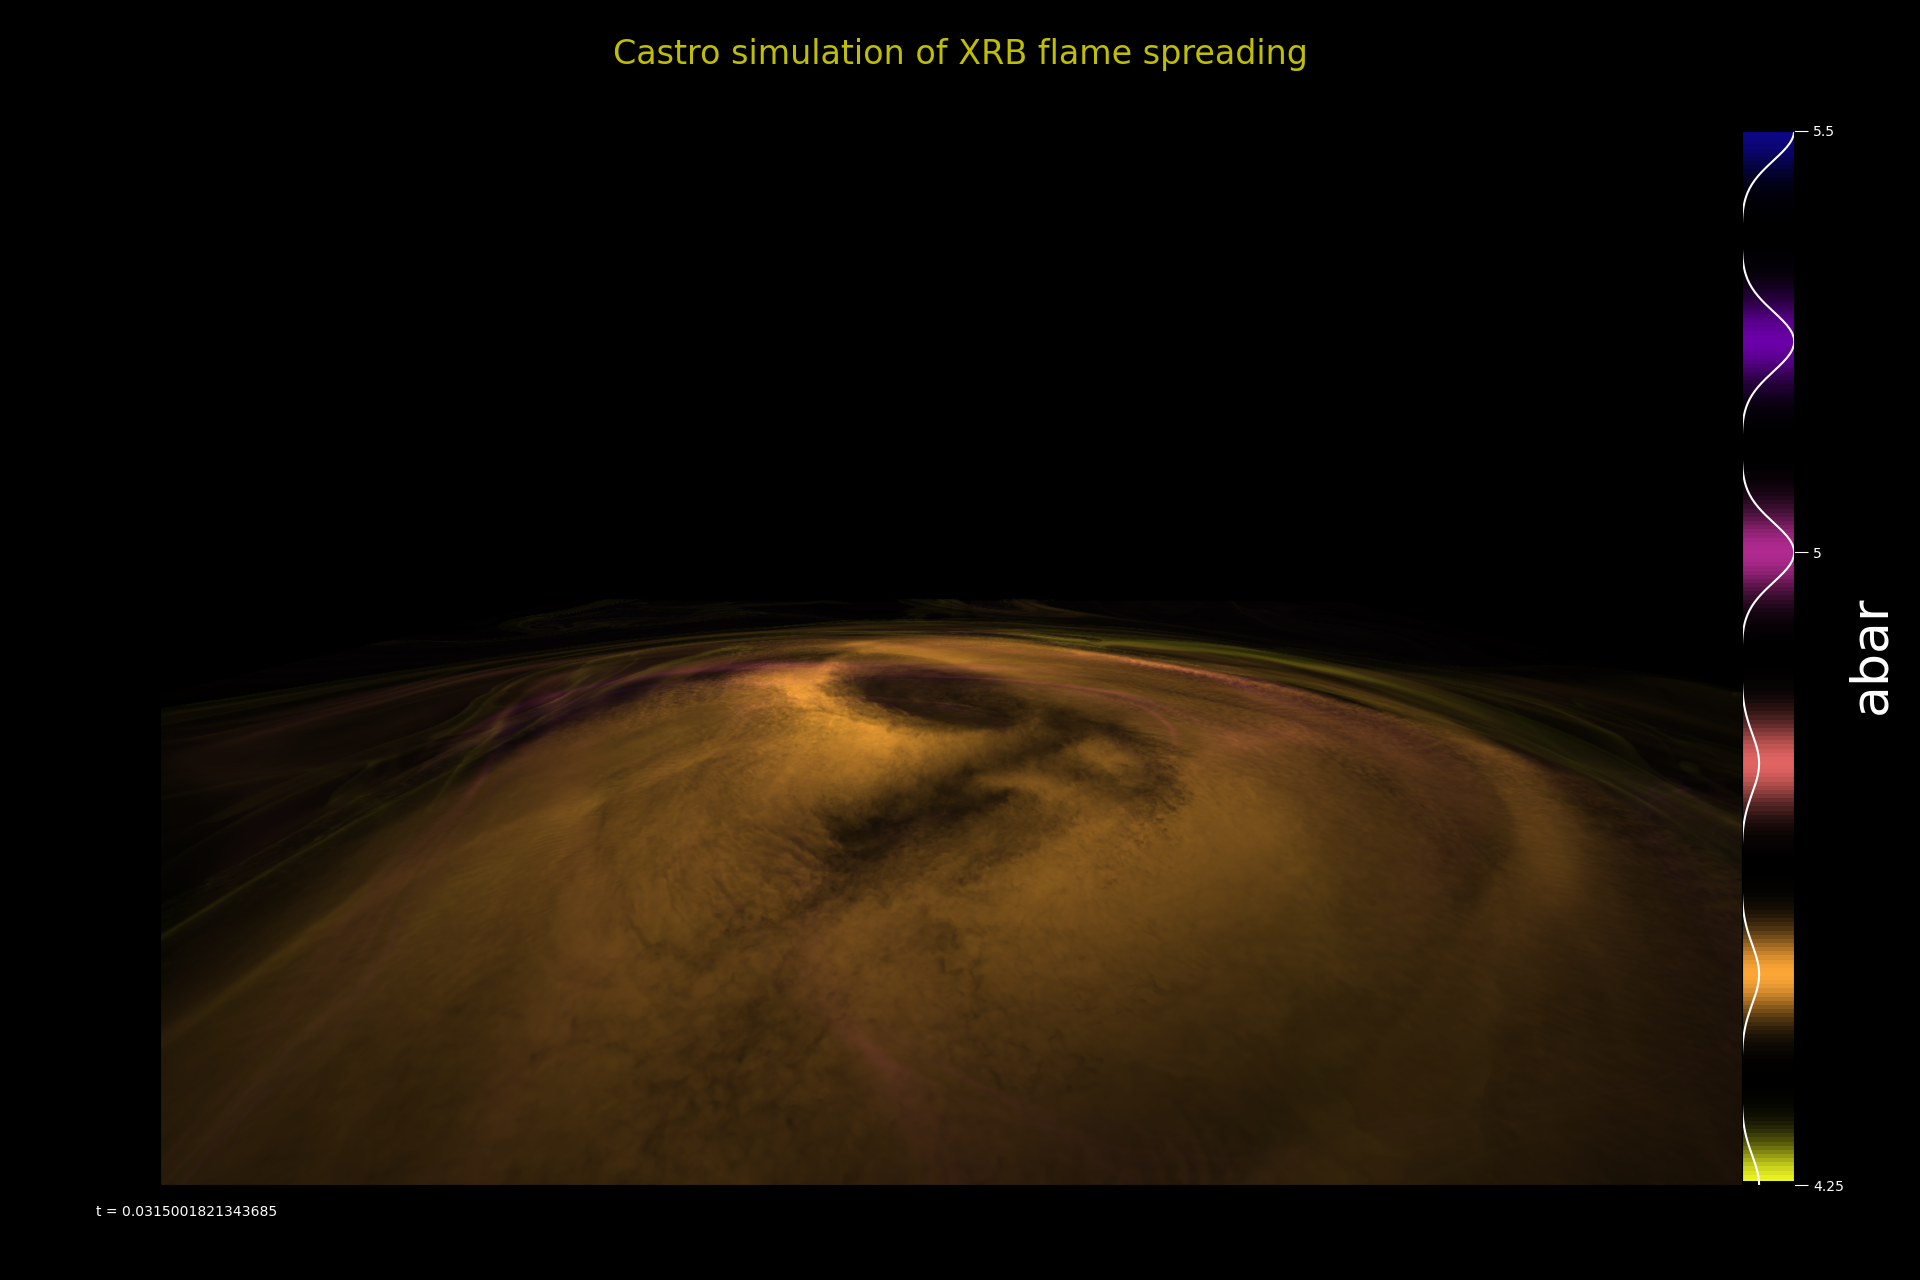 Castro simulation of XRB flame spreading
5.5
5
abar
4.25
t = 0.0315001821343685